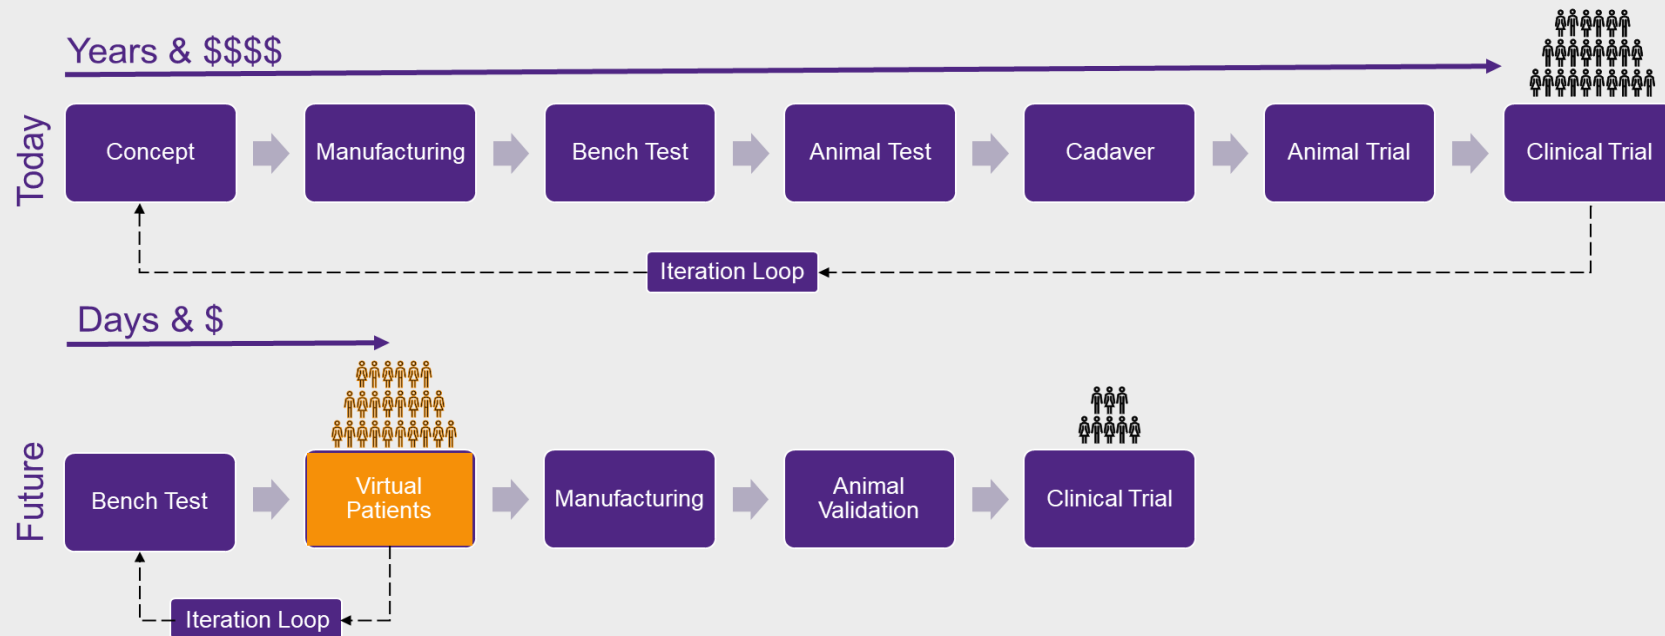 Years & $$$$
Today
Concept
Manufacturing
Bench Test
Animal Test
Cadaver
Animal Trial
Clinical Trial
Iteration Loop
Days & $
Future
Bench Test
Virtual
Patients
Manufacturing
Animal
Validation
Clinical Trial
Iteration Loop